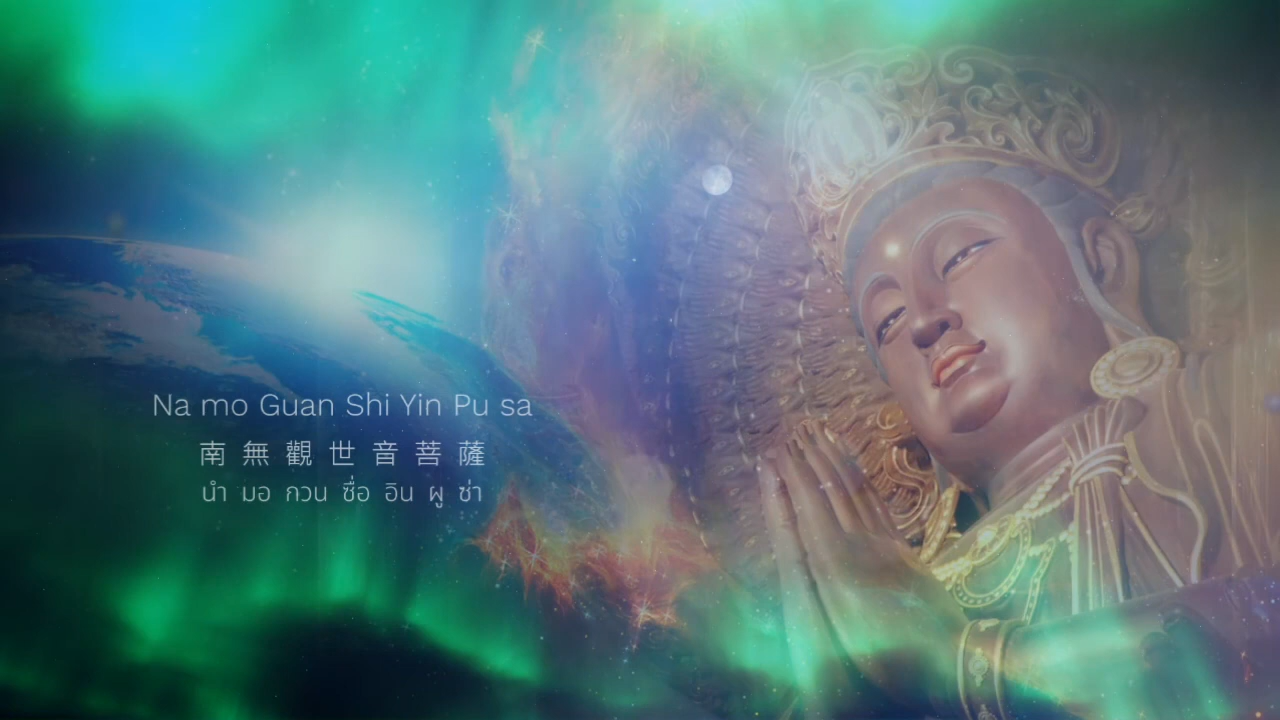 Na mo Guan Shi Yin Pu sa
南 無 觀 世 音 菩 薩
นำ มอ กวน ซื่อ อิน ผู ซ่า